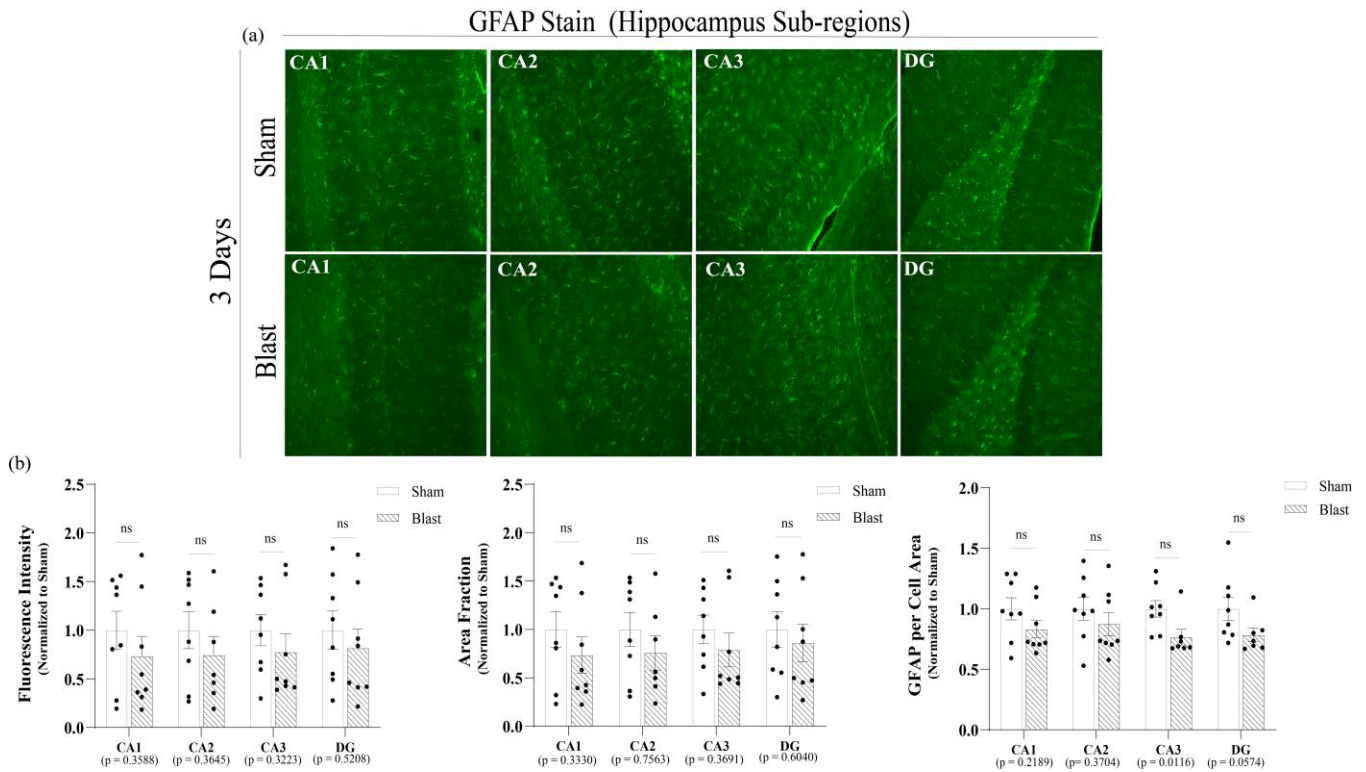 GFAP Stain (Hippocampus Sub-regions)
(a)
3 Days
Sham
CA1
CA2
CA3
DG
Blast
CA1
CA2
CA3
DG
(b)
Fluorescence Intensity
(Normalized to Sham)
2.5
2.0
1.5
1.0
0.5
0.0
Sham
Blast
ns
ns
ns
ns
CA1
CA2
CA3
DG
(p = 0.3588)
(p = 0.3645)
(p = 0.3223)
(p = 0.5208)
Area Fraction
(Normalized to Sham)
2.5
2.0
1.5
1.0
0.5
0.0
Sham
Blast
ns
ns
ns
ns
CA1
CA2
CA3
DG
(p = 0.3330)
(p = 0.7563)
(p = 0.3691)
(p = 0.6040)
GFAP per Cell Area
(Normalized to Sham)
2.0
1.5
1.0
0.5
0.0
Sham
Blast
ns
ns
ns
ns
CA1
CA2
CA3
DG
(p = 0.2189)
(p = 0.3704)
(p = 0.0116)
(p = 0.0574)